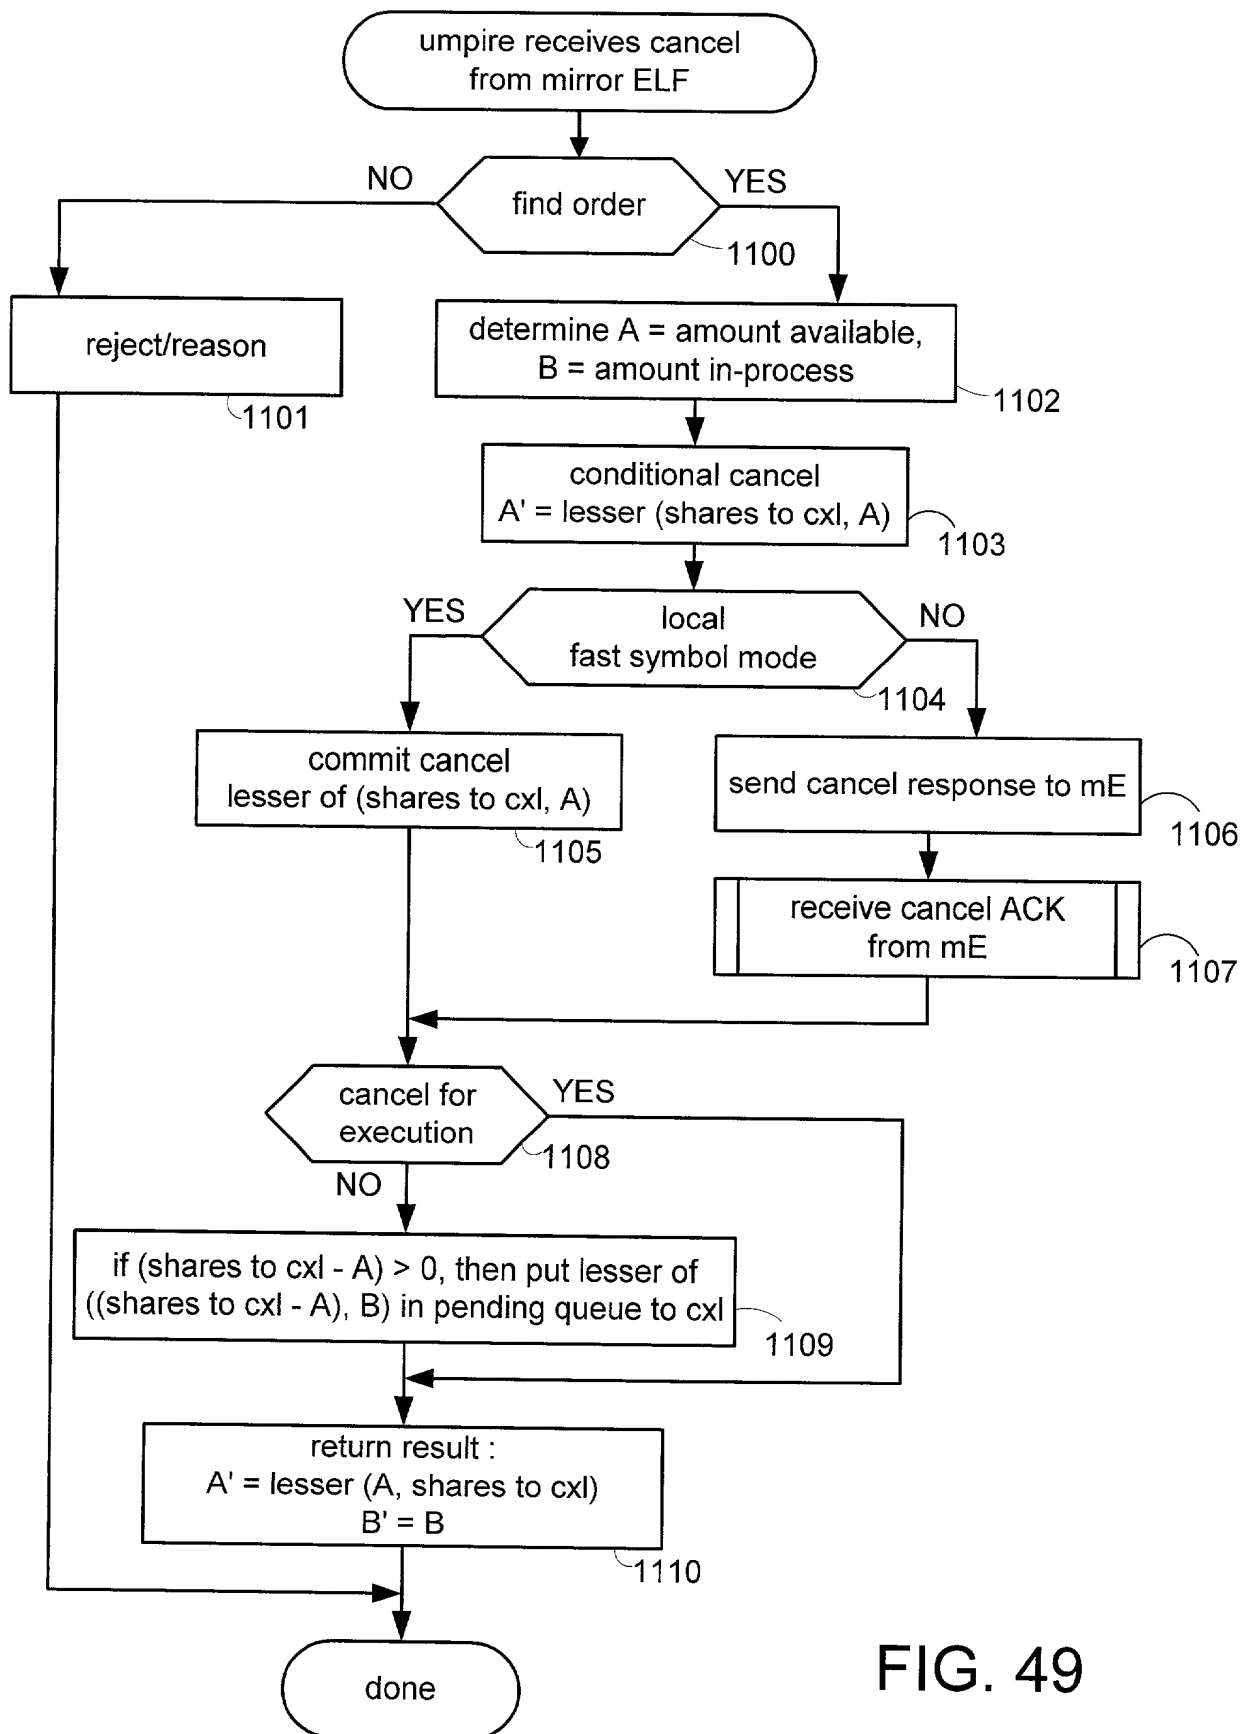 umpire receives cancel
from mirror ELF
NO
YES
find order
1100
reject/reason
1101
determine A = amount available,
B = amount in-process
1102
conditional cancel
A' = lesser (shares to cxl, A)
1103
YES
NO
local
fast symbol mode
1104
commit cancel
lesser of (shares to cxl, A)
1105
send cancel response to mE
1106
receive cancel ACK
from mE
1107
cancel for
execution
YES
1108
NO
if (shares to cxl - A) > 0, then put lesser of
((shares to cxl - A), B) in pending queue to cxl
1109
return result :
A' = lesser (A, shares to cxl)
B' = B
1110
done
FIG. 49